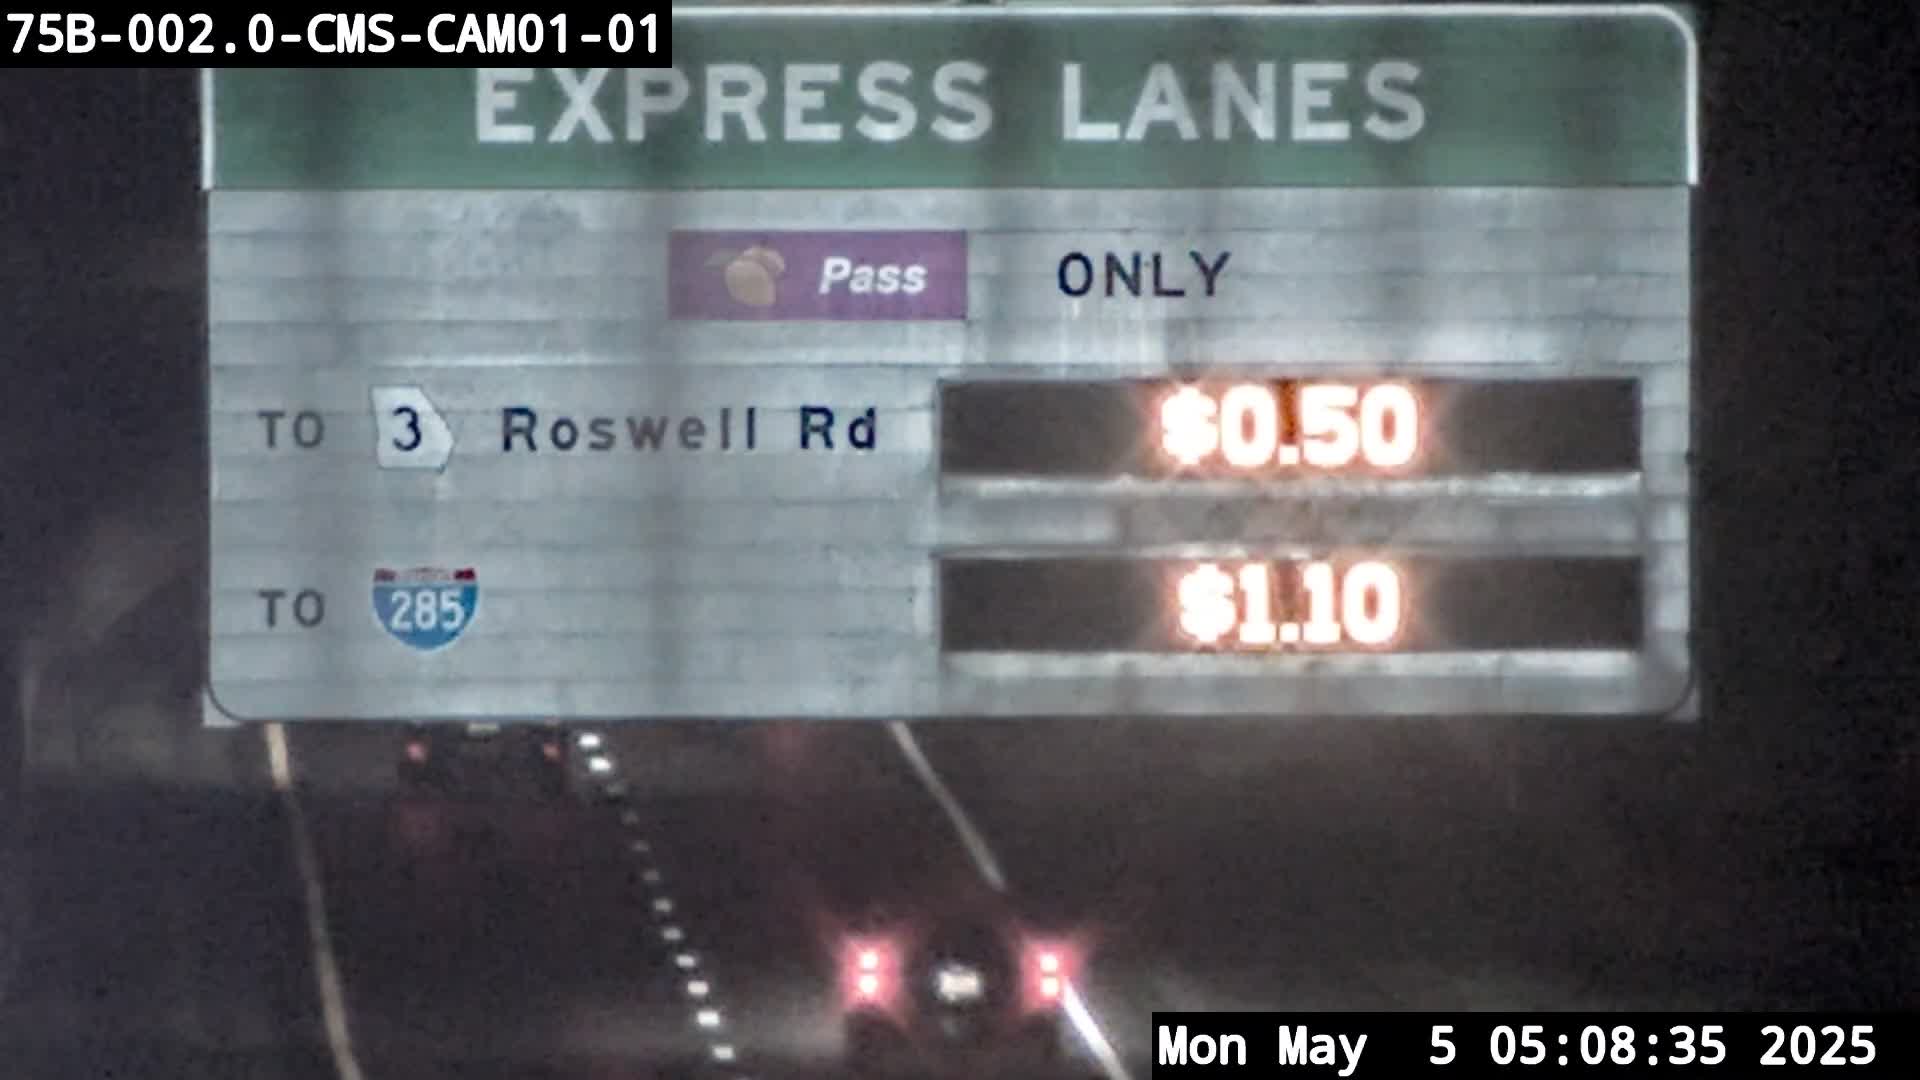 75B-002.0-CMS-CAM01-01
EXPRESS LANES
Pass ONLY
TO 3 Roswell Rd $0.50
TO 285 $1.10
Mon May 5 05:08:35 2025